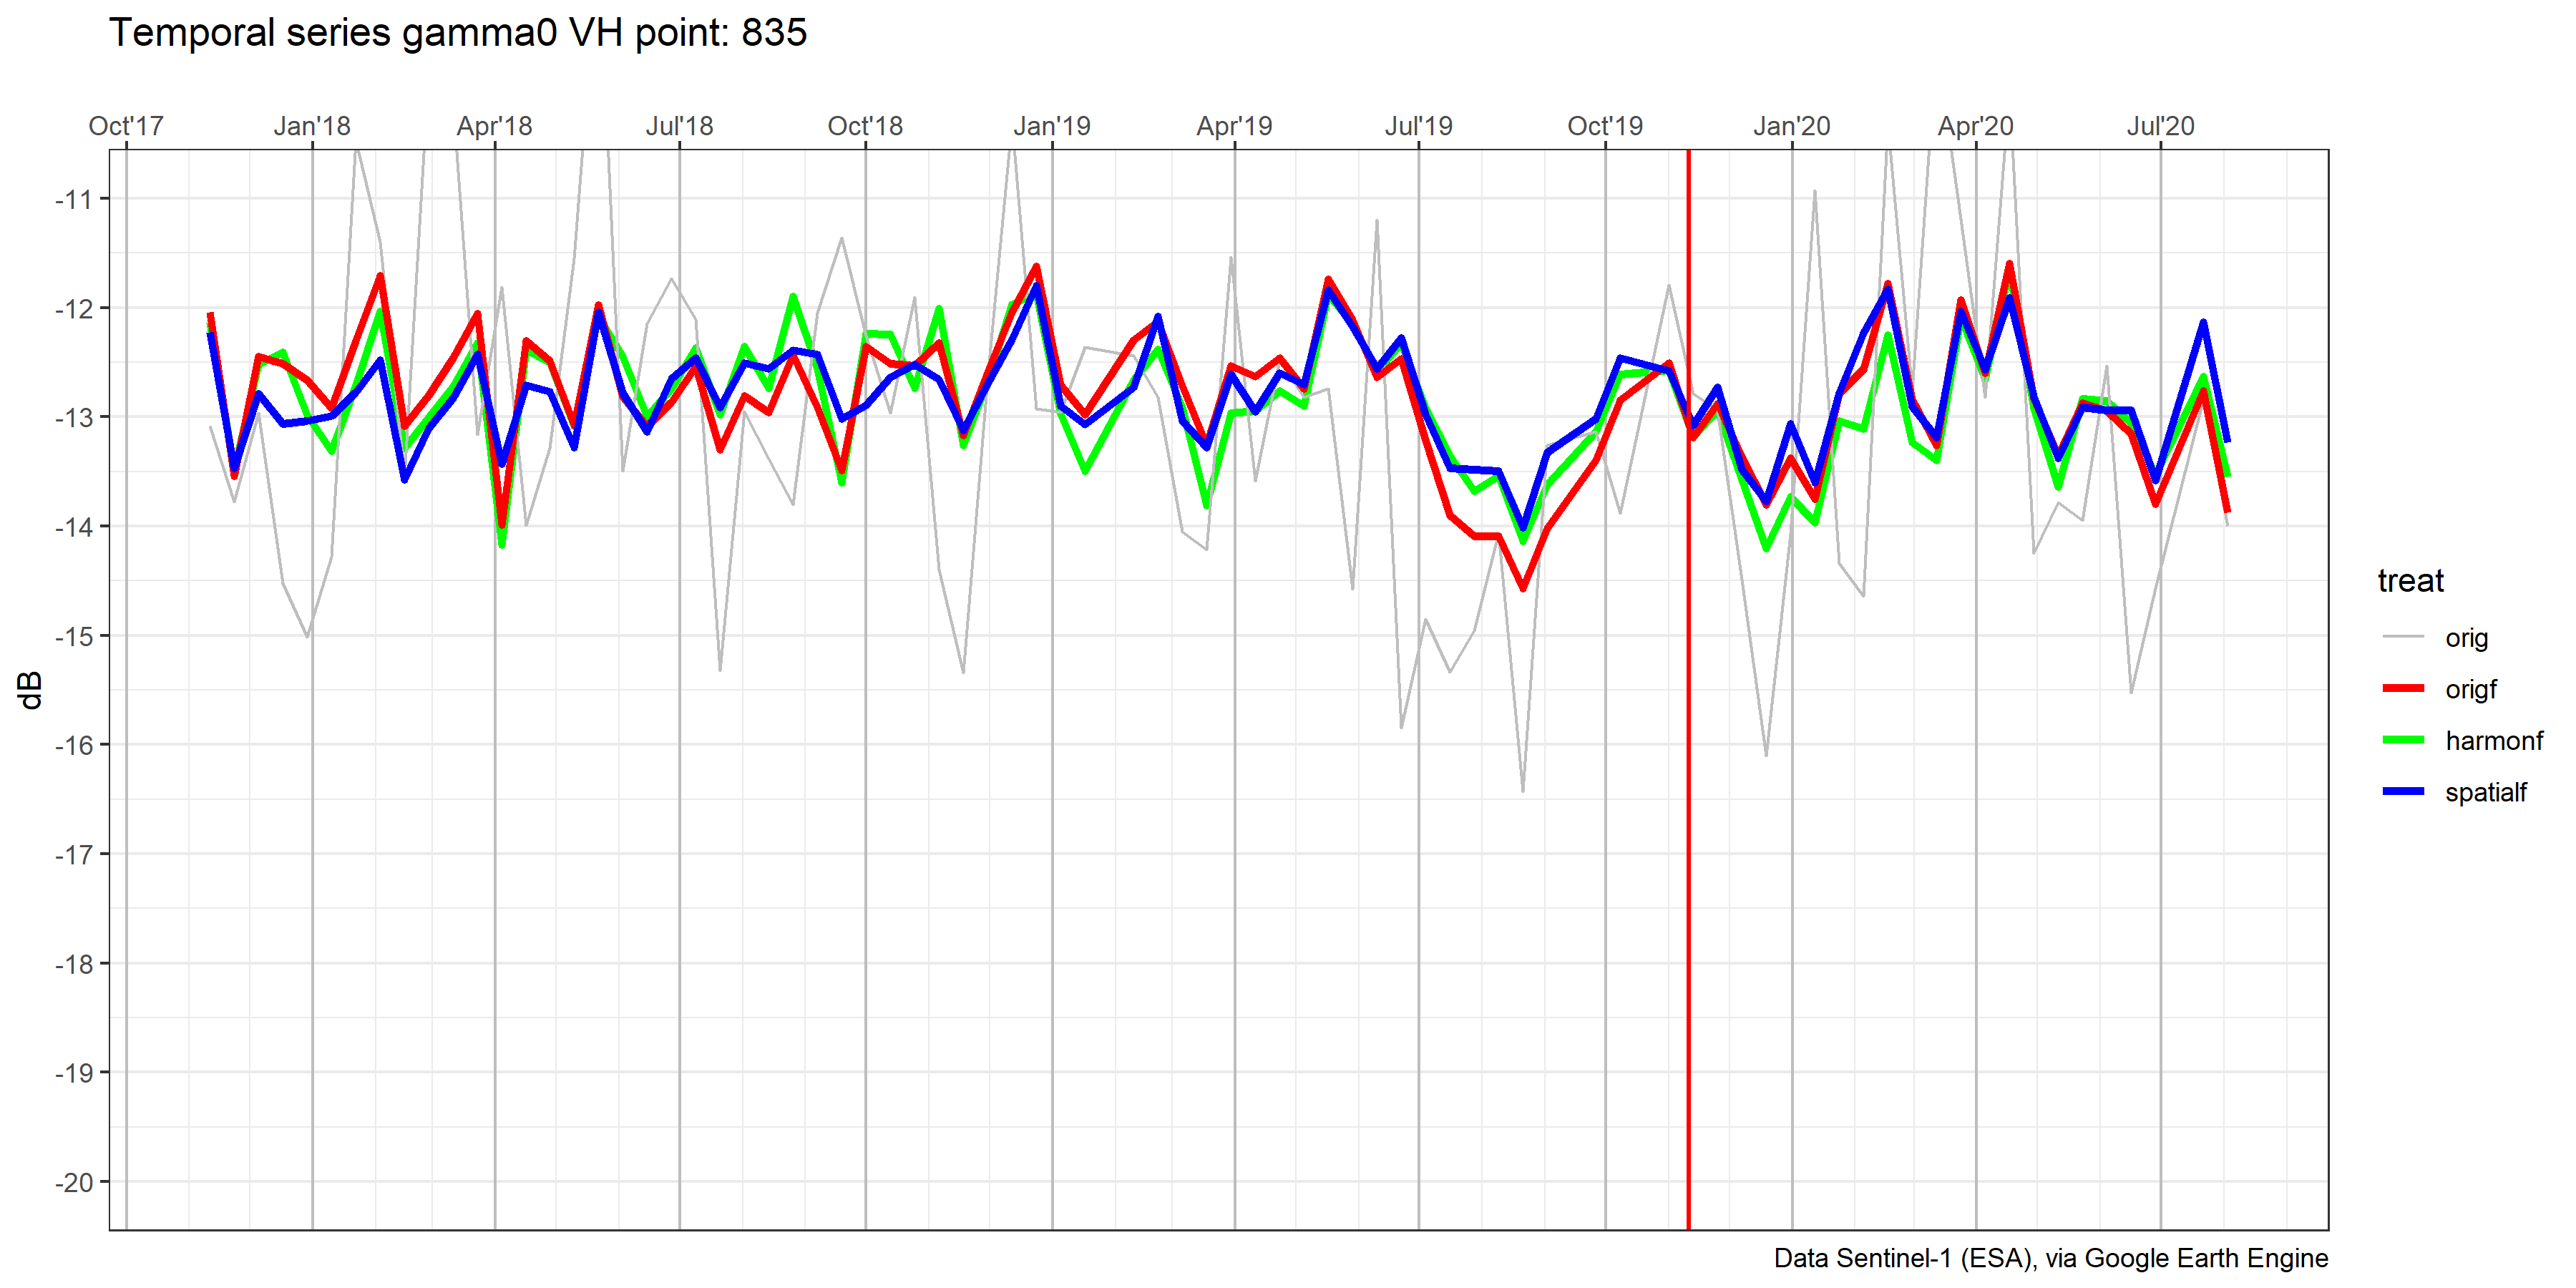 Temporal series gamma0 VH point: 835
Oct'17 Jan'18 Apr'18 Jul'18 Oct'18 Jan'19 Apr'19 Jul'19 Oct'19 Jan'20 Apr'20 Jul'20
-11
-12
-13
-14
-15
-16
-17
-18
-19
-20
dB
treat
orig
origf
harmonf
spatialf
Data Sentinel-1 (ESA), via Google Earth Engine